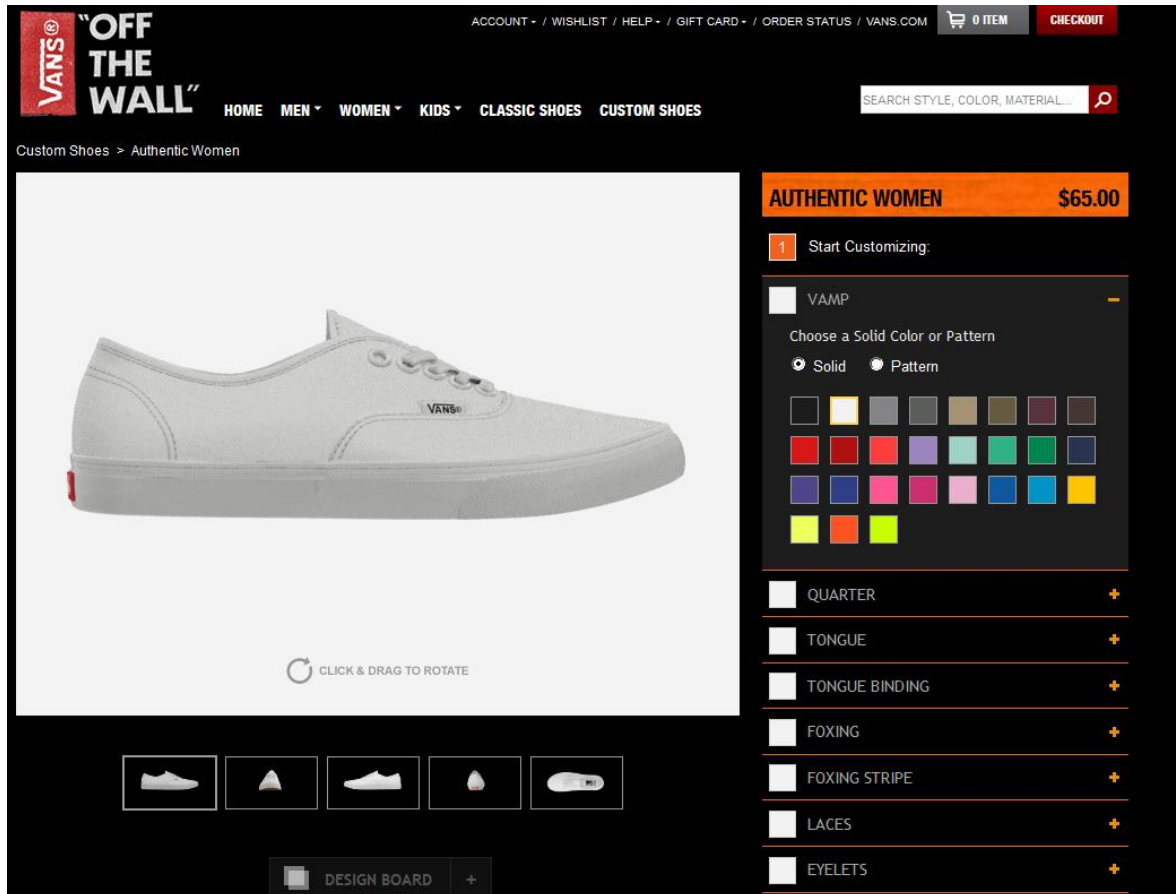 VANS®
"OFF
THE
WALL"
ACCOUNT / WISHLIST / HELP / GIFT CARD / ORDER STATUS / VANS.COM
0 ITEM
CHECKOUT
HOME MEN WOMEN KIDS CLASSIC SHOES CUSTOM SHOES
SEARCH STYLE, COLOR, MATERIAL...
Custom Shoes > Authentic Women
AUTHENTIC WOMEN $65.00
1 Start Customizing:
VAMP
Choose a Solid Color or Pattern
Solid Pattern
VANS®
CLICK & DRAG TO ROTATE
QUARTER +
TONGUE +
TONGUE BINDING +
FOXING +
FOXING STRIPE +
LACES +
EYELETS +
DESIGN BOARD +